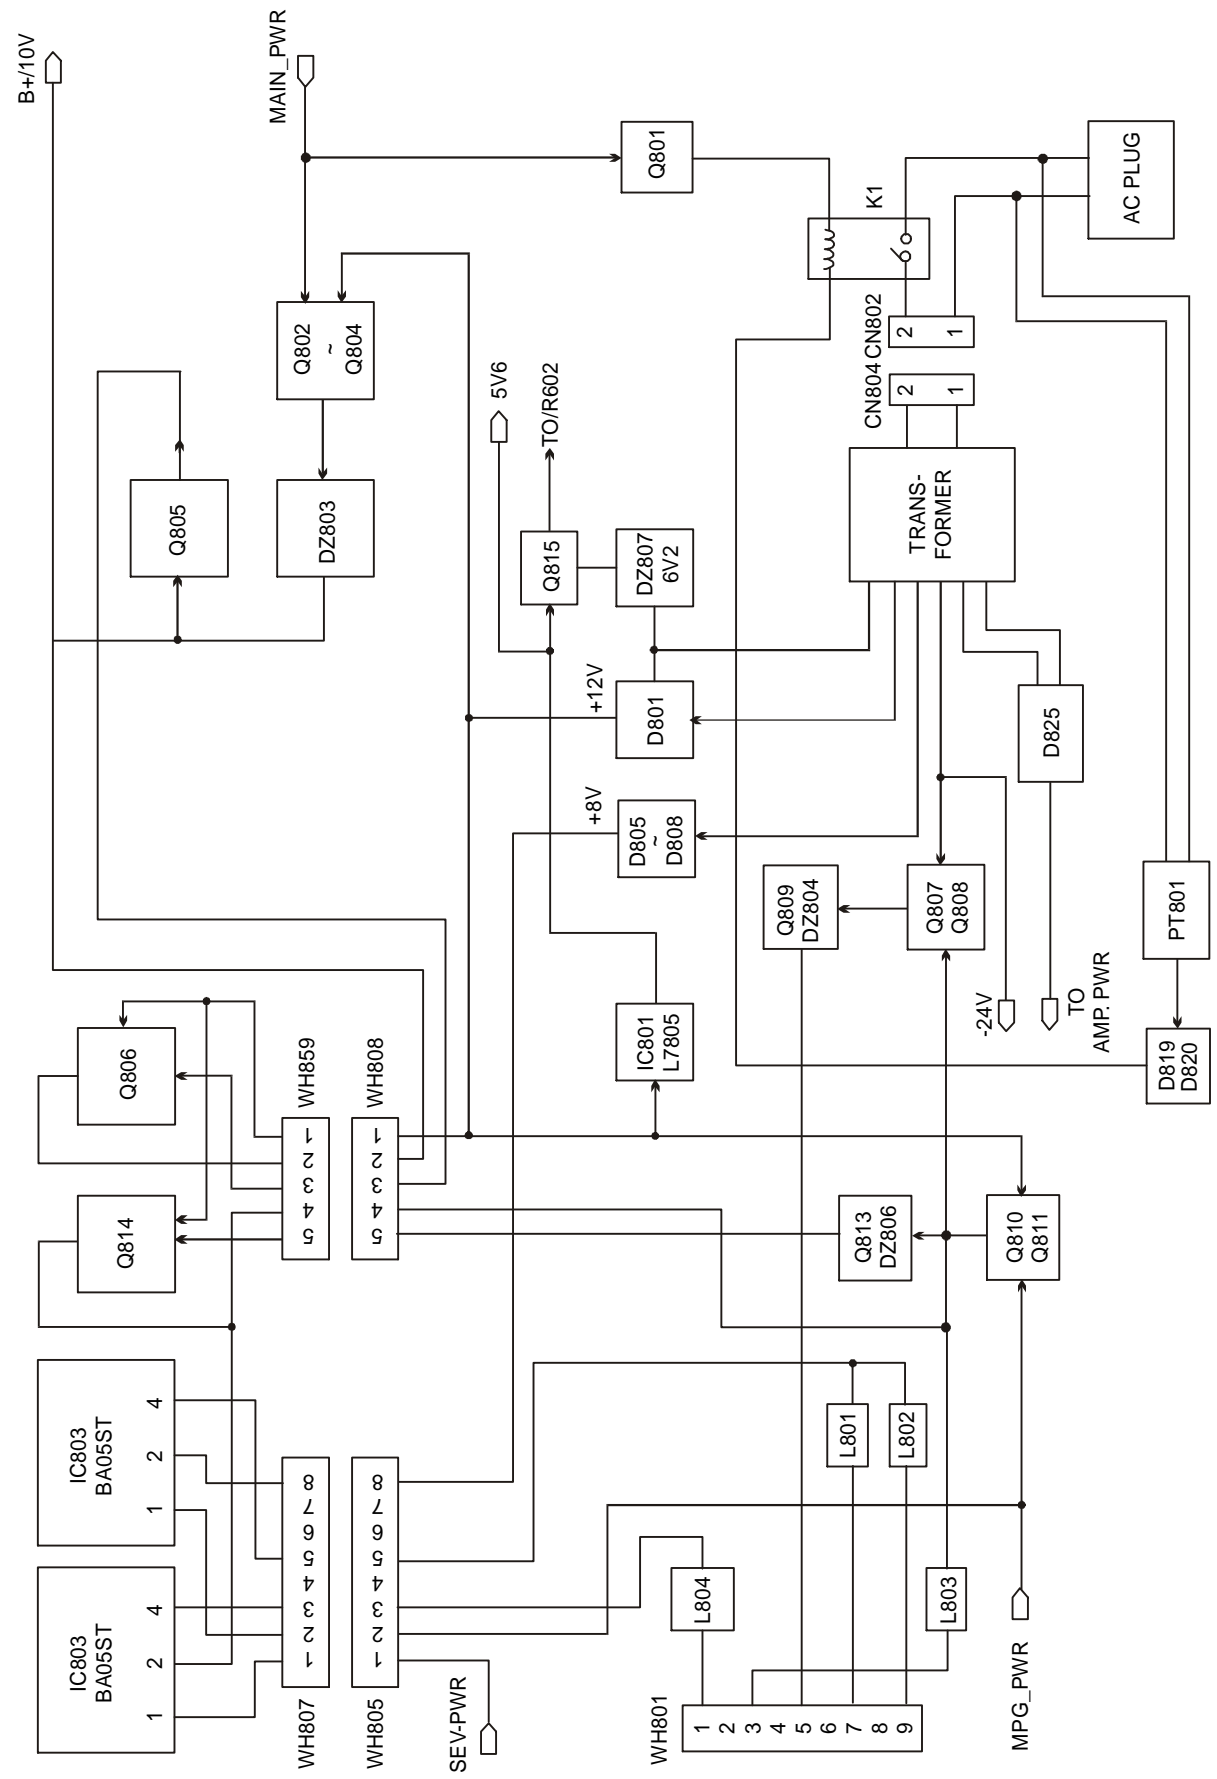 B+/10V
MAIN_PWR
Q801
K1
AC PLUG
Q802
~
Q804
CN802
2
1
CN804
2
1
Q805
DZ803
5V6
TO/R602
Q815
DZ807
6V2
TRANS-
FORMER
+12V
D801
D825
+8V
D805
~
D808
Q809
DZ804
Q807
Q808
PT801
-24V
TO
AMP. PWR
IC801
L7805
D819
D820
Q806
WH859
1
2
3
4
5
WH808
1
2
3
4
5
Q814
Q813
DZ806
Q810
Q811
IC803
BA05ST
1
2
4
IC803
BA05ST
1
2
4
WH807
1
2
3
4
5
6
7
8
WH805
1
2
3
4
5
6
7
8
SEV-PWR
L801
L802
L804
L803
WH801
1
2
3
4
5
6
7
8
9
MPG_PWR